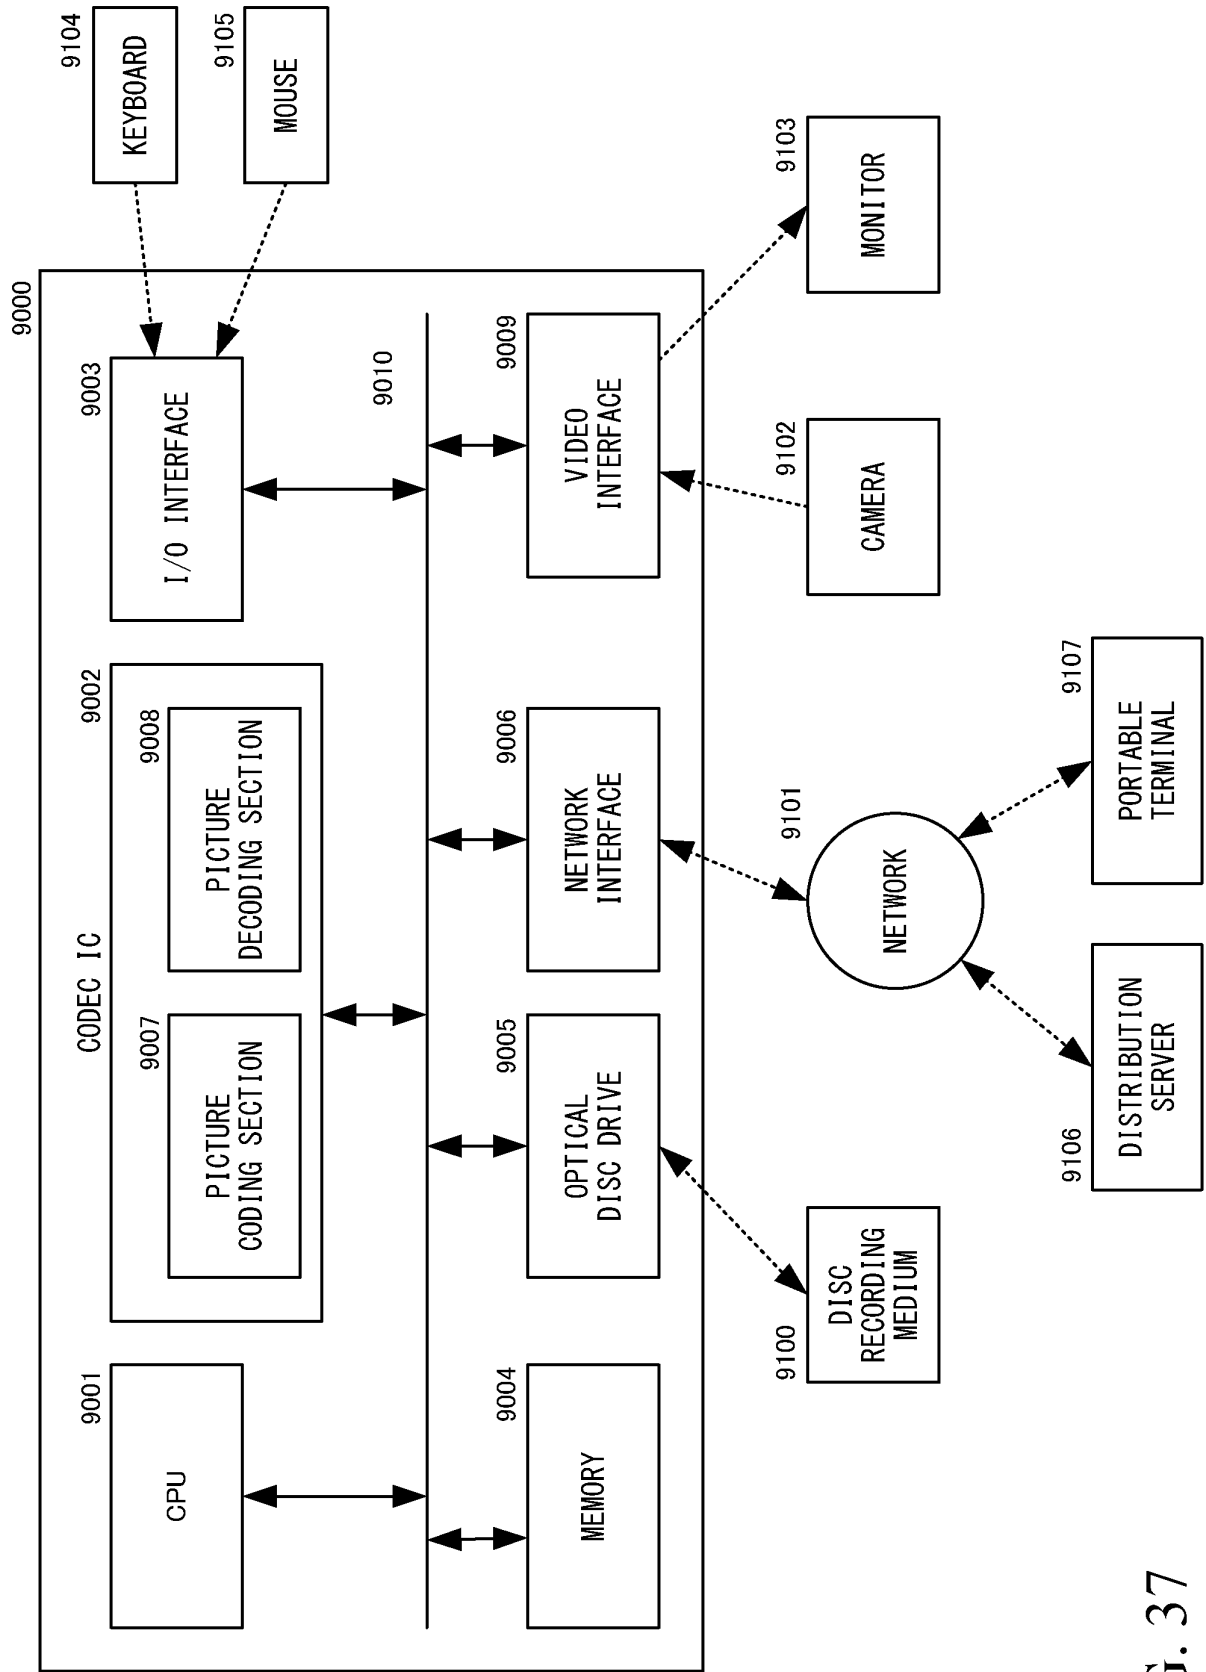 9000
9001
CPU
CODEC IC
9002
9007
PICTURE
CODING SECTION
9008
PICTURE
DECODING SECTION
9003
I/O INTERFACE
9104
KEYBOARD
9105
MOUSE
9010
9004
MEMORY
9005
OPTICAL
DISC DRIVE
9006
NETWORK
INTERFACE
9009
VIDEO
INTERFACE
9100
DISC
RECORDING
MEDIUM
9101
NETWORK
9102
CAMERA
9103
MONITOR
9106
DISTRIBUTION
SERVER
9107
PORTABLE
TERMINAL
37